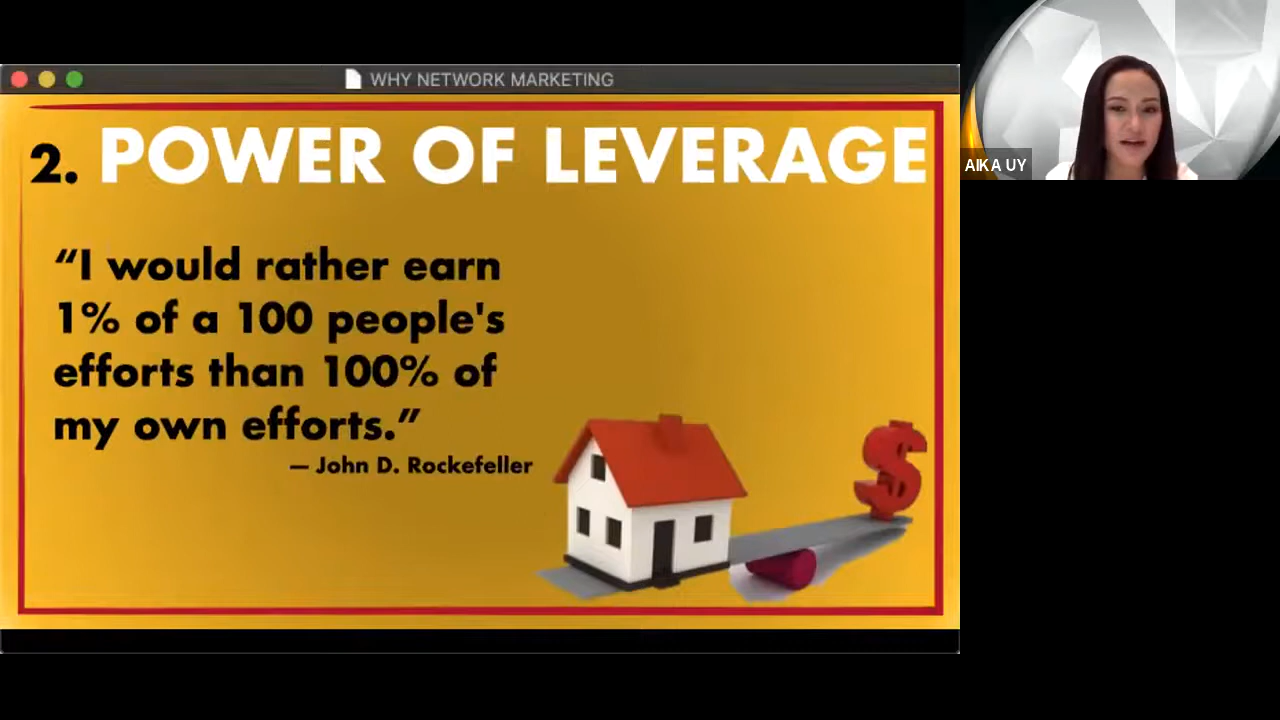 WHY NETWORK MARKETING
2. POWER OF LEVERAGE
“I would rather earn
1% of a 100 people's
efforts than 100% of
my own efforts.”
— John D. Rockefeller
AIKA UY